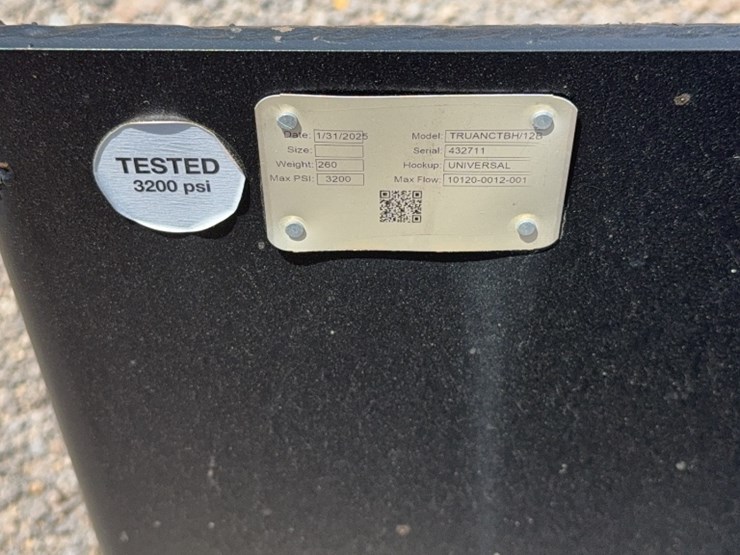 TESTED
3200 psi
Date: 1/31/2025 Model: TRUANCTBH/12B
Size: Serial: 432711
Weight: 260 Hookup: UNIVERSAL
Max PSI: 3200 Max Flow: 10120-0012-001